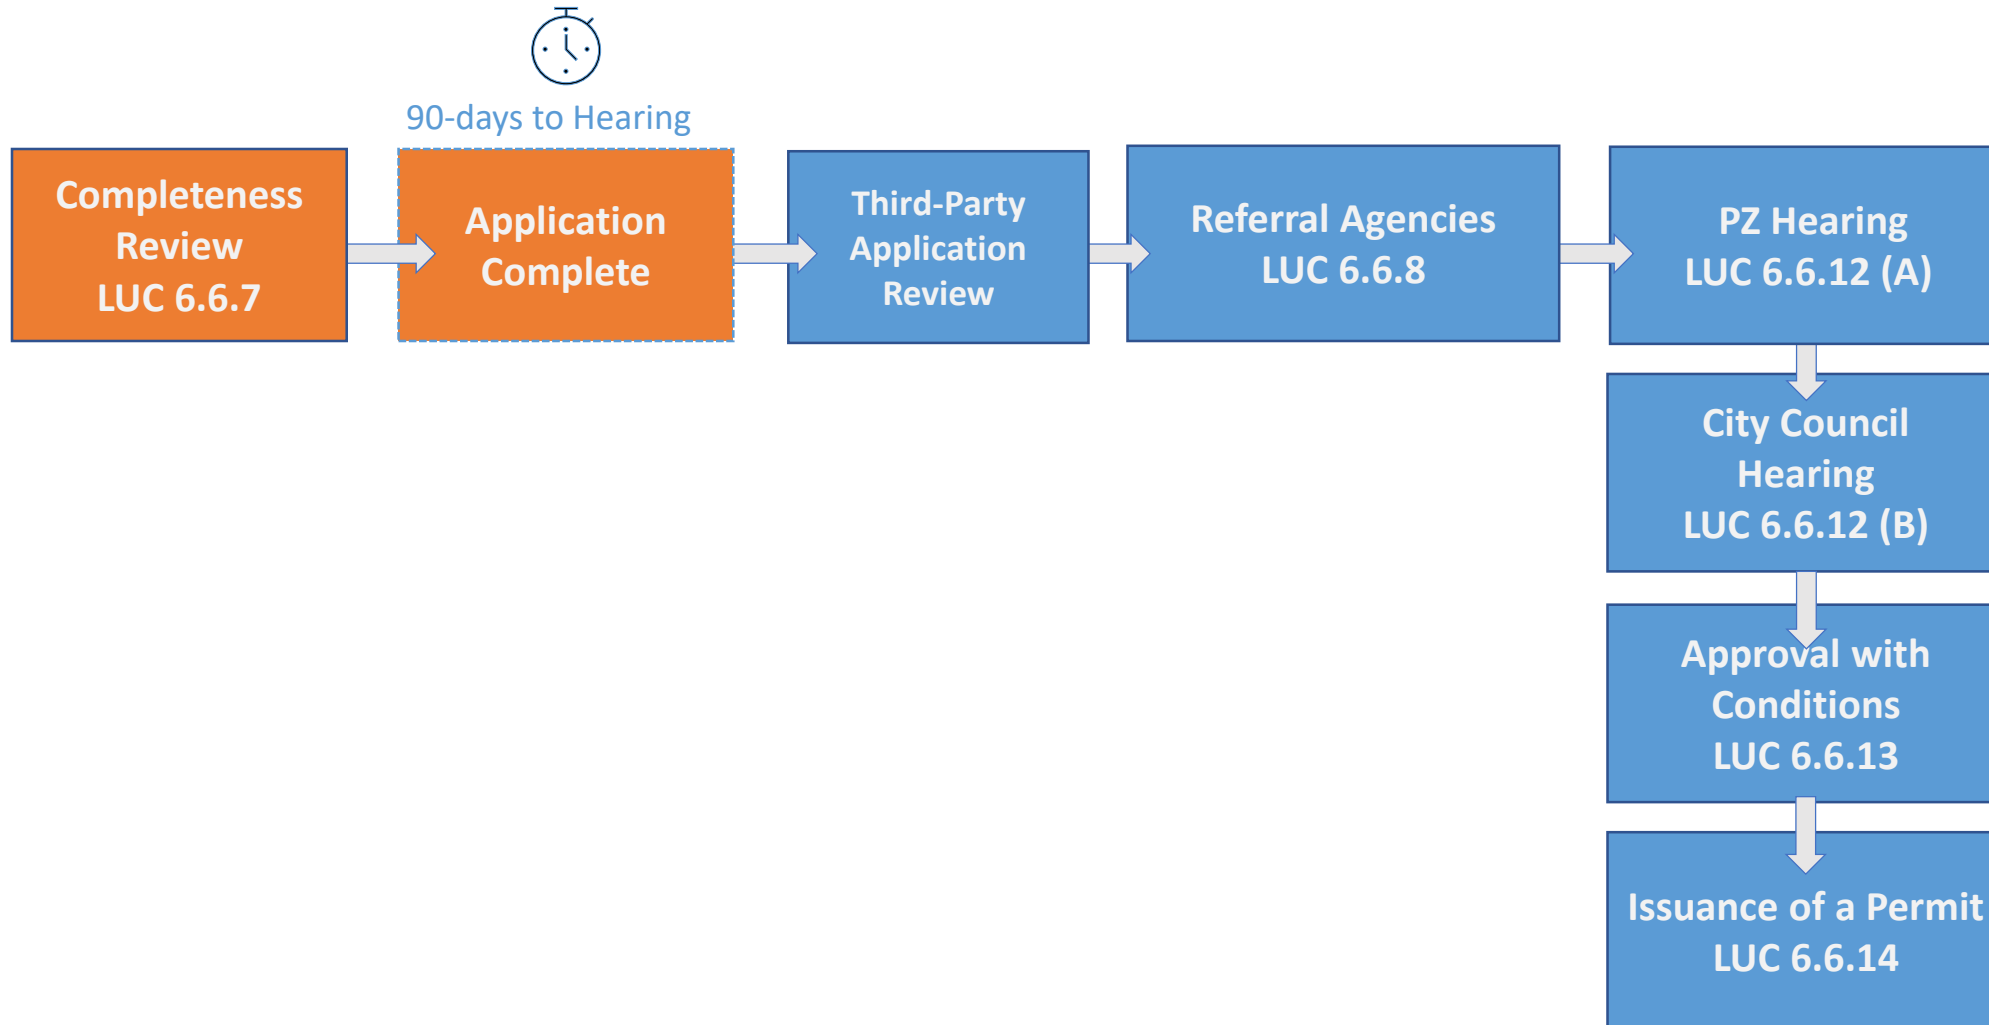 90-days to Hearing
Completeness
Review
LUC 6.6.7
Application
Complete
Third-Party
Application
Review
Referral Agencies
LUC 6.6.8
PZ Hearing
LUC 6.6.12 (A)
City Council
Hearing
LUC 6.6.12 (B)
Approval with
Conditions
LUC 6.6.13
Issuance of a Permit
LUC 6.6.14